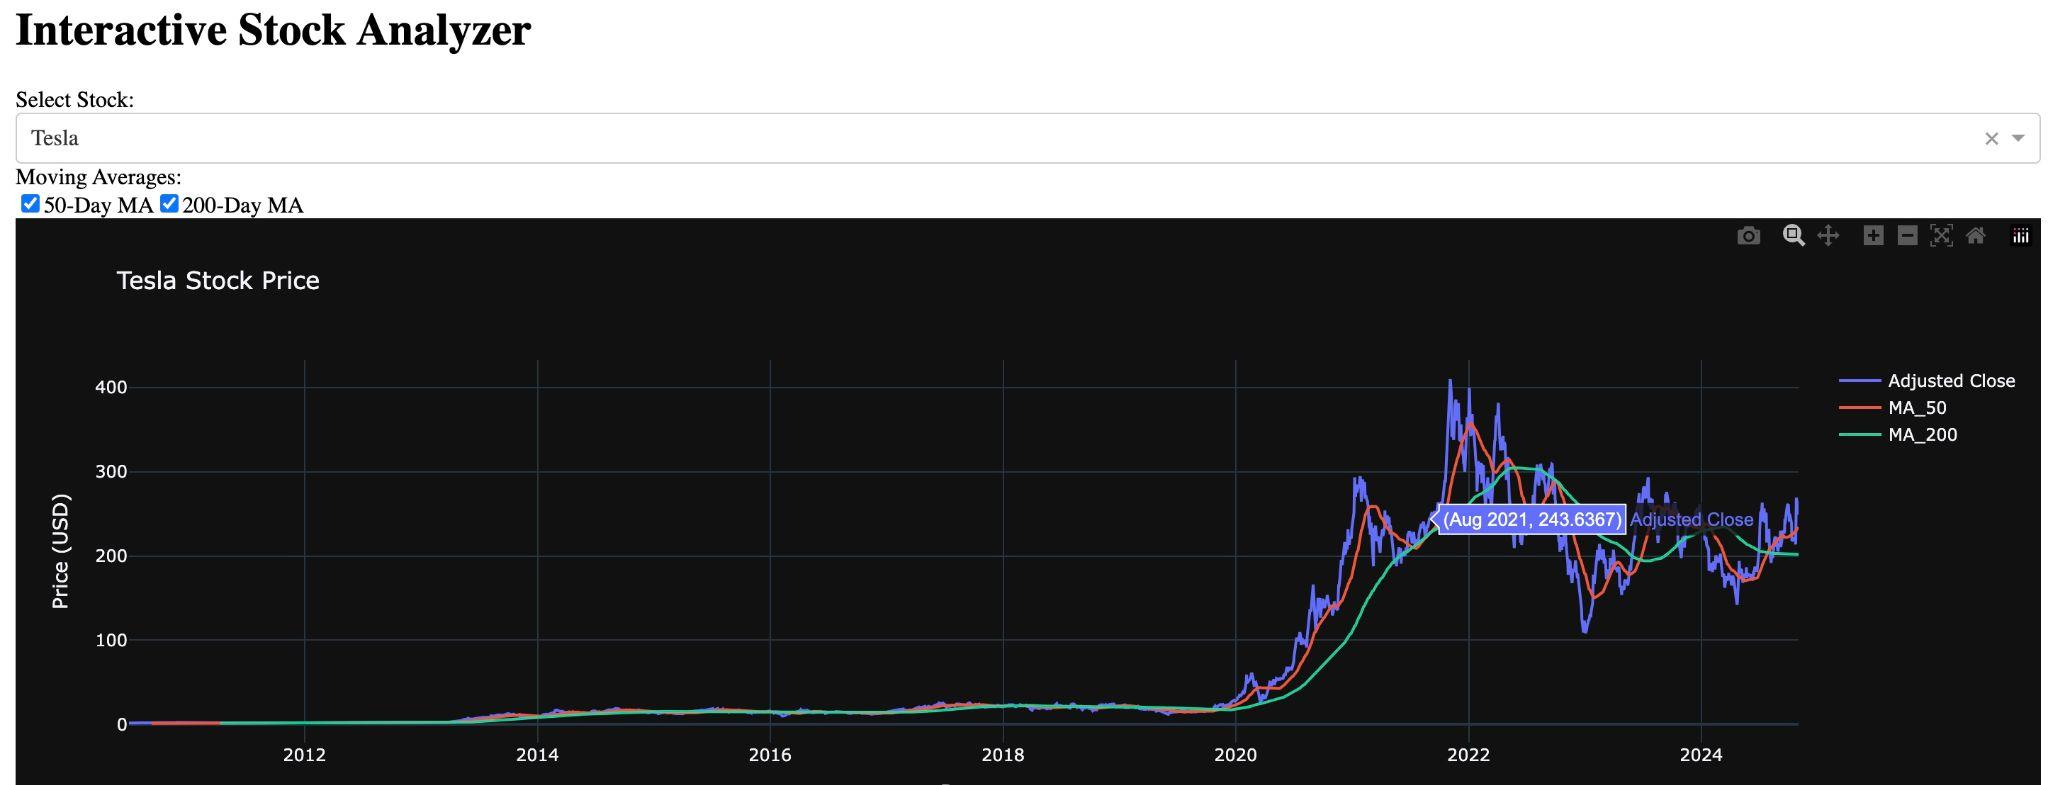 Interactive Stock Analyzer
Select Stock:
Tesla
Moving Averages:
50-Day MA 200-Day MA
Tesla Stock Price
Adjusted Close
MA_50
MA_200
400
300
200
100
0
Price (USD)
(Aug 2021, 243.6367) Adjusted Close
2012 2014 2016 2018 2020 2022 2024